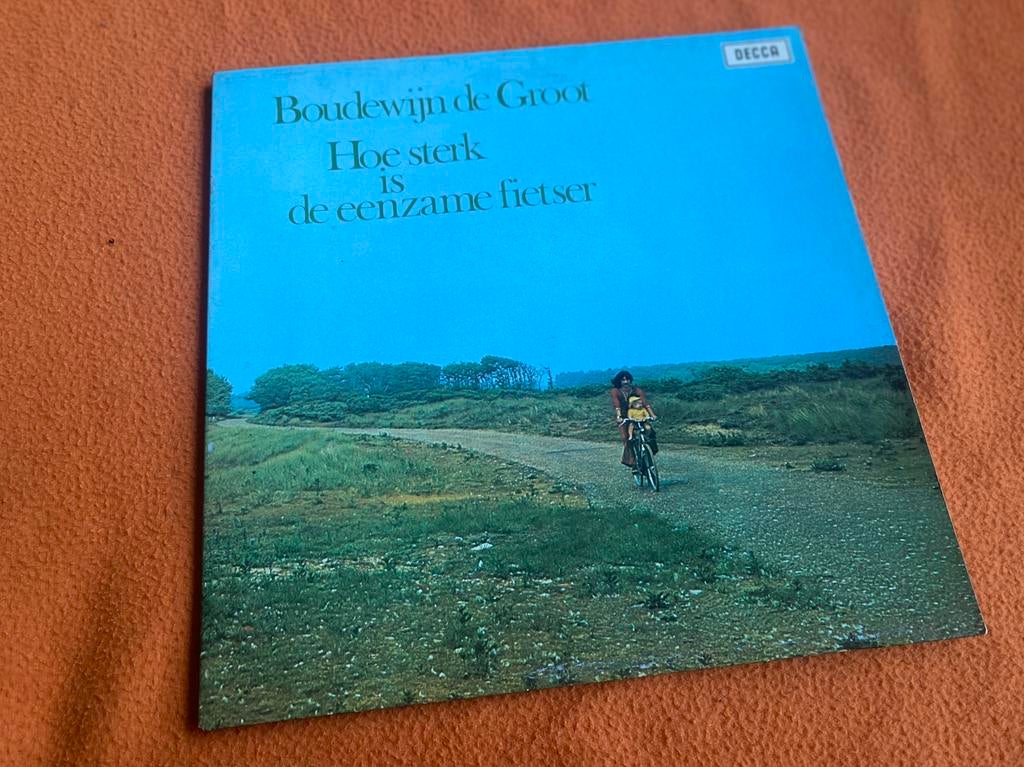 DECCA
Boudewijn de Groot
Hoe sterk
is
de eenzame fietser